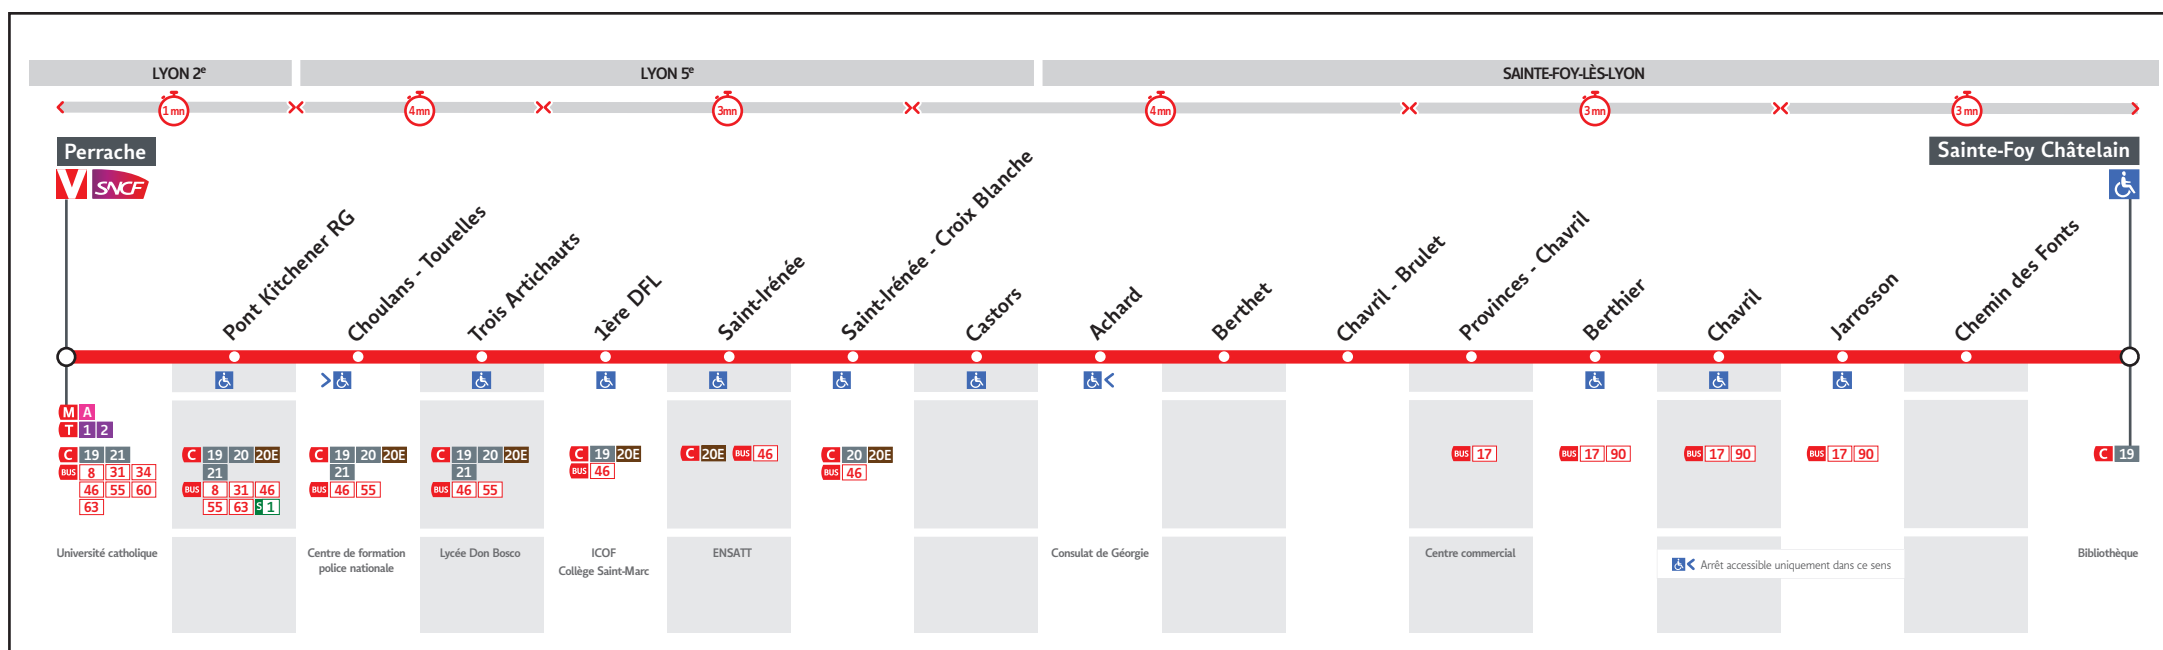 LYON 2e
LYON 5e
SAINTE-FOY-LÈS-LYON
1 mn
4 mn
3 mn
4 mn
3 mn
3 mn
Perrache
V SNCF
Sainte-Foy Châtelain
Pont Kitchener RG
Choulans - Tourelles
Trois Artichauts
1ère DFL
Saint-Irénée
Saint-Irénée - Croix Blanche
Castors
Achard
Berthet
Chavril - Brulet
Provinces - Chavril
Berthier
Chavril
Jarrosson
Chemin des Fonts
> 
<
M A
T 1 2
C 19 21
BUS 8 31 34
46 55 60
63
C 19 20 20E
21
BUS 8 31 46
55 63 S 1
C 19 20 20E
21
BUS 46 55
C 19 20 20E
21
BUS 46 55
C 19 20E
BUS 46
C 20E BUS 46
C 20 20E
BUS 46
BUS 17
BUS 17 90
BUS 17 90
BUS 17 90
C 19
Université catholique
Centre de formation
police nationale
Lycée Don Bosco
ICOF
Collège Saint-Marc
ENSATT
Consulat de Géorgie
Centre commercial
< Arrêt accessible uniquement dans ce sens
Bibliothèque